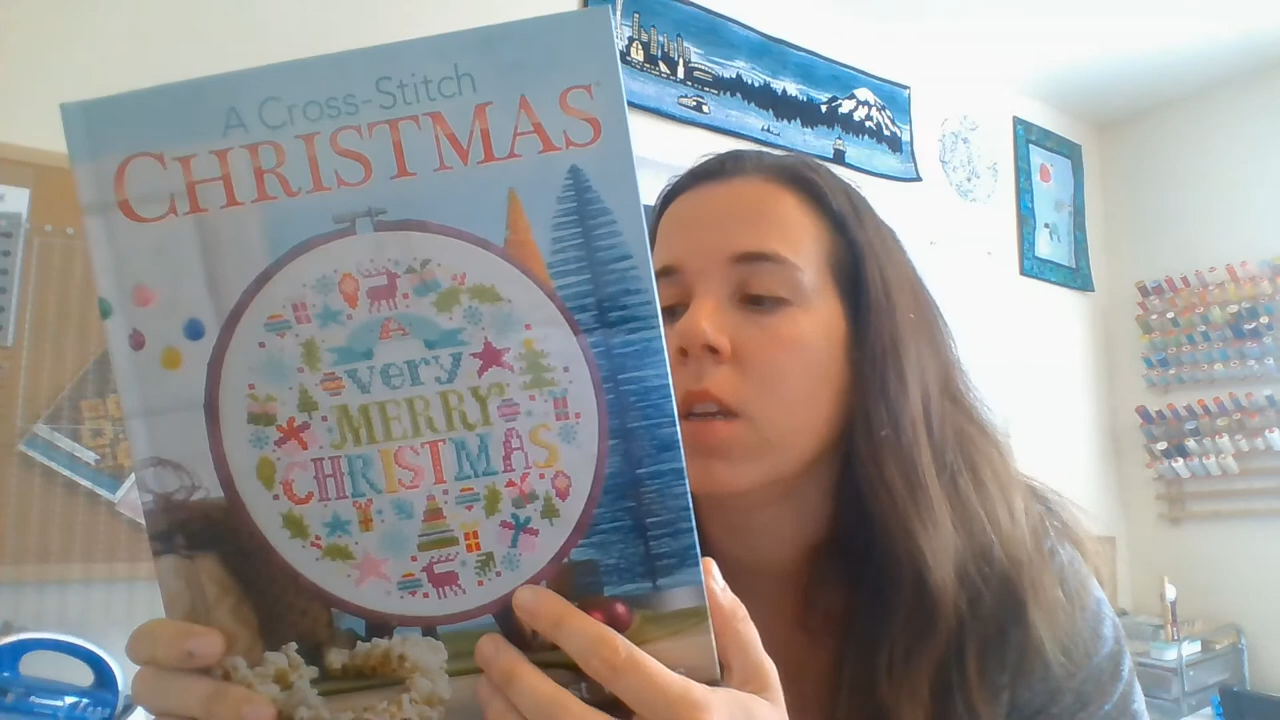 A Cross-Stitch
CHRISTMAS
A
very
MERRY
CHRISTMAS